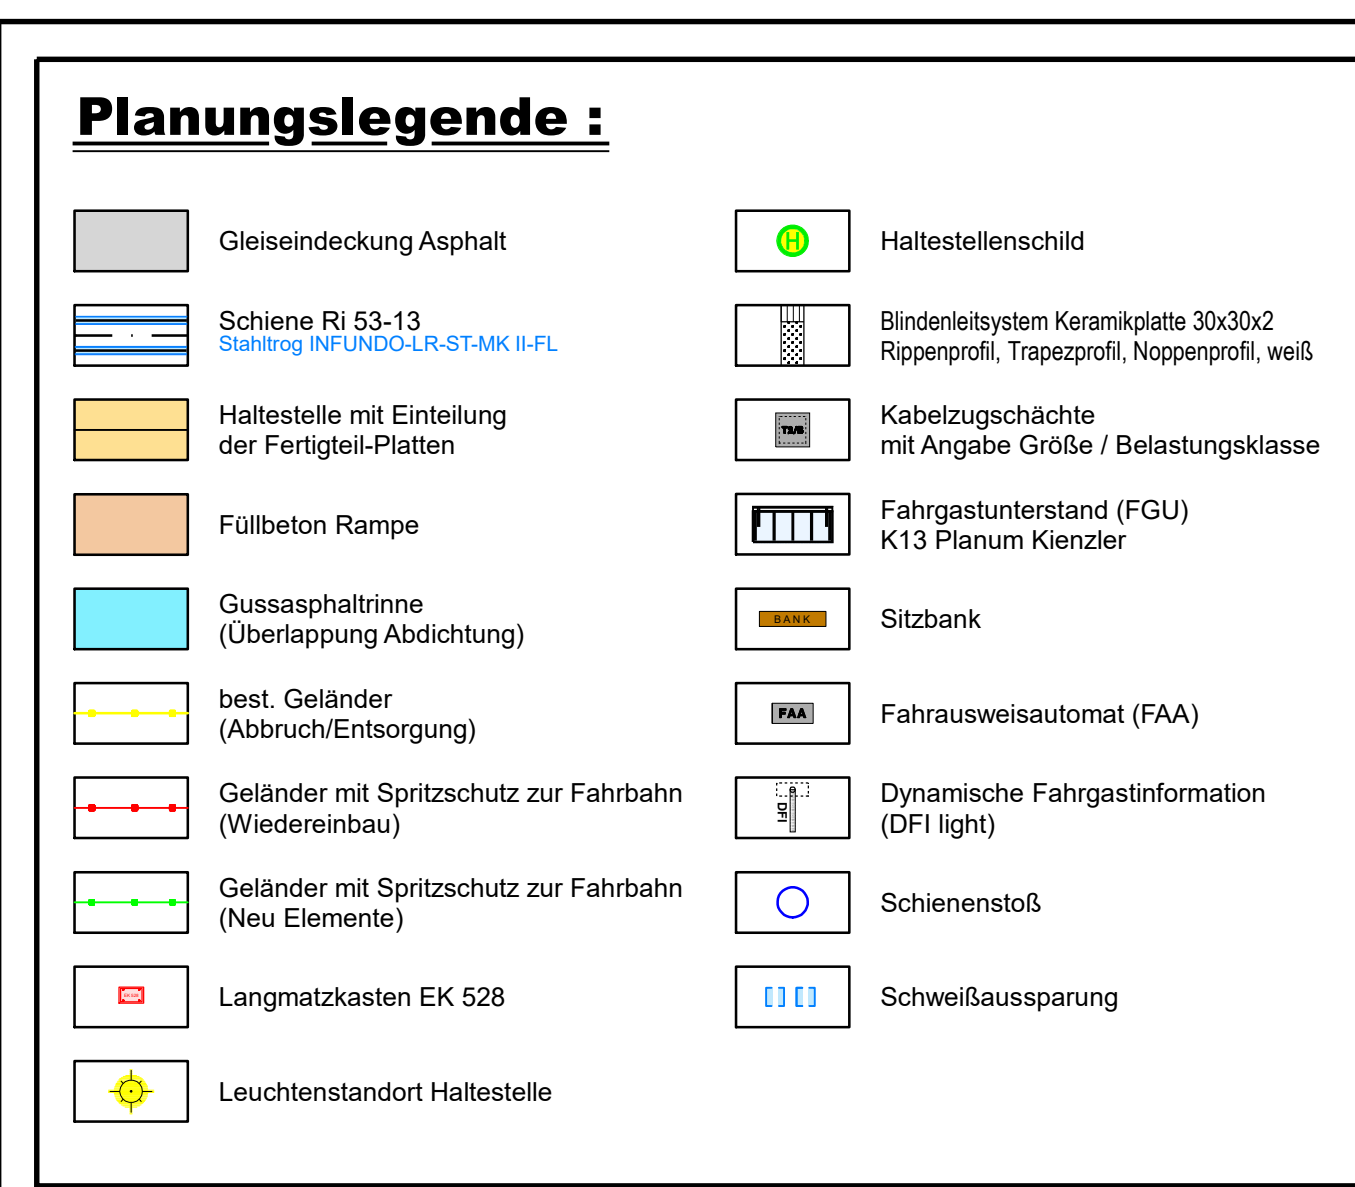 Planungslegende :
Gleiseindeckung Asphalt
Schiene Ri 53-13
Stahltrog INFUNDO-LR-ST-MK II-FL
Haltestelle mit Einteilung
der Fertigteil-Platten
Füllbeton Rampe
Gussasphaltrinne
(Überlappung Abdichtung)
best. Geländer
(Abbruch/Entsorgung)
Geländer mit Spritzschutz zur Fahrbahn
(Wiedereinbau)
Geländer mit Spritzschutz zur Fahrbahn
(Neu Elemente)
EK 528
Langmatzkasten EK 528
Leuchtenstandort Haltestelle
H
Haltestellenschild
Blindenleitsystem Keramikplatte 30x30x2
Rippenprofil, Trapezprofil, Noppenprofil, weiß
Kabelzugschächte
mit Angabe Größe / Belastungsklasse
Fahrgastunterstand (FGU)
K13 Planum Kienzler
BANK
Sitzbank
FAA
Fahrausweisautomat (FAA)
DFI
Dynamische Fahrgastinformation
(DFI light)
Schienenstoß
Schweißaussparung